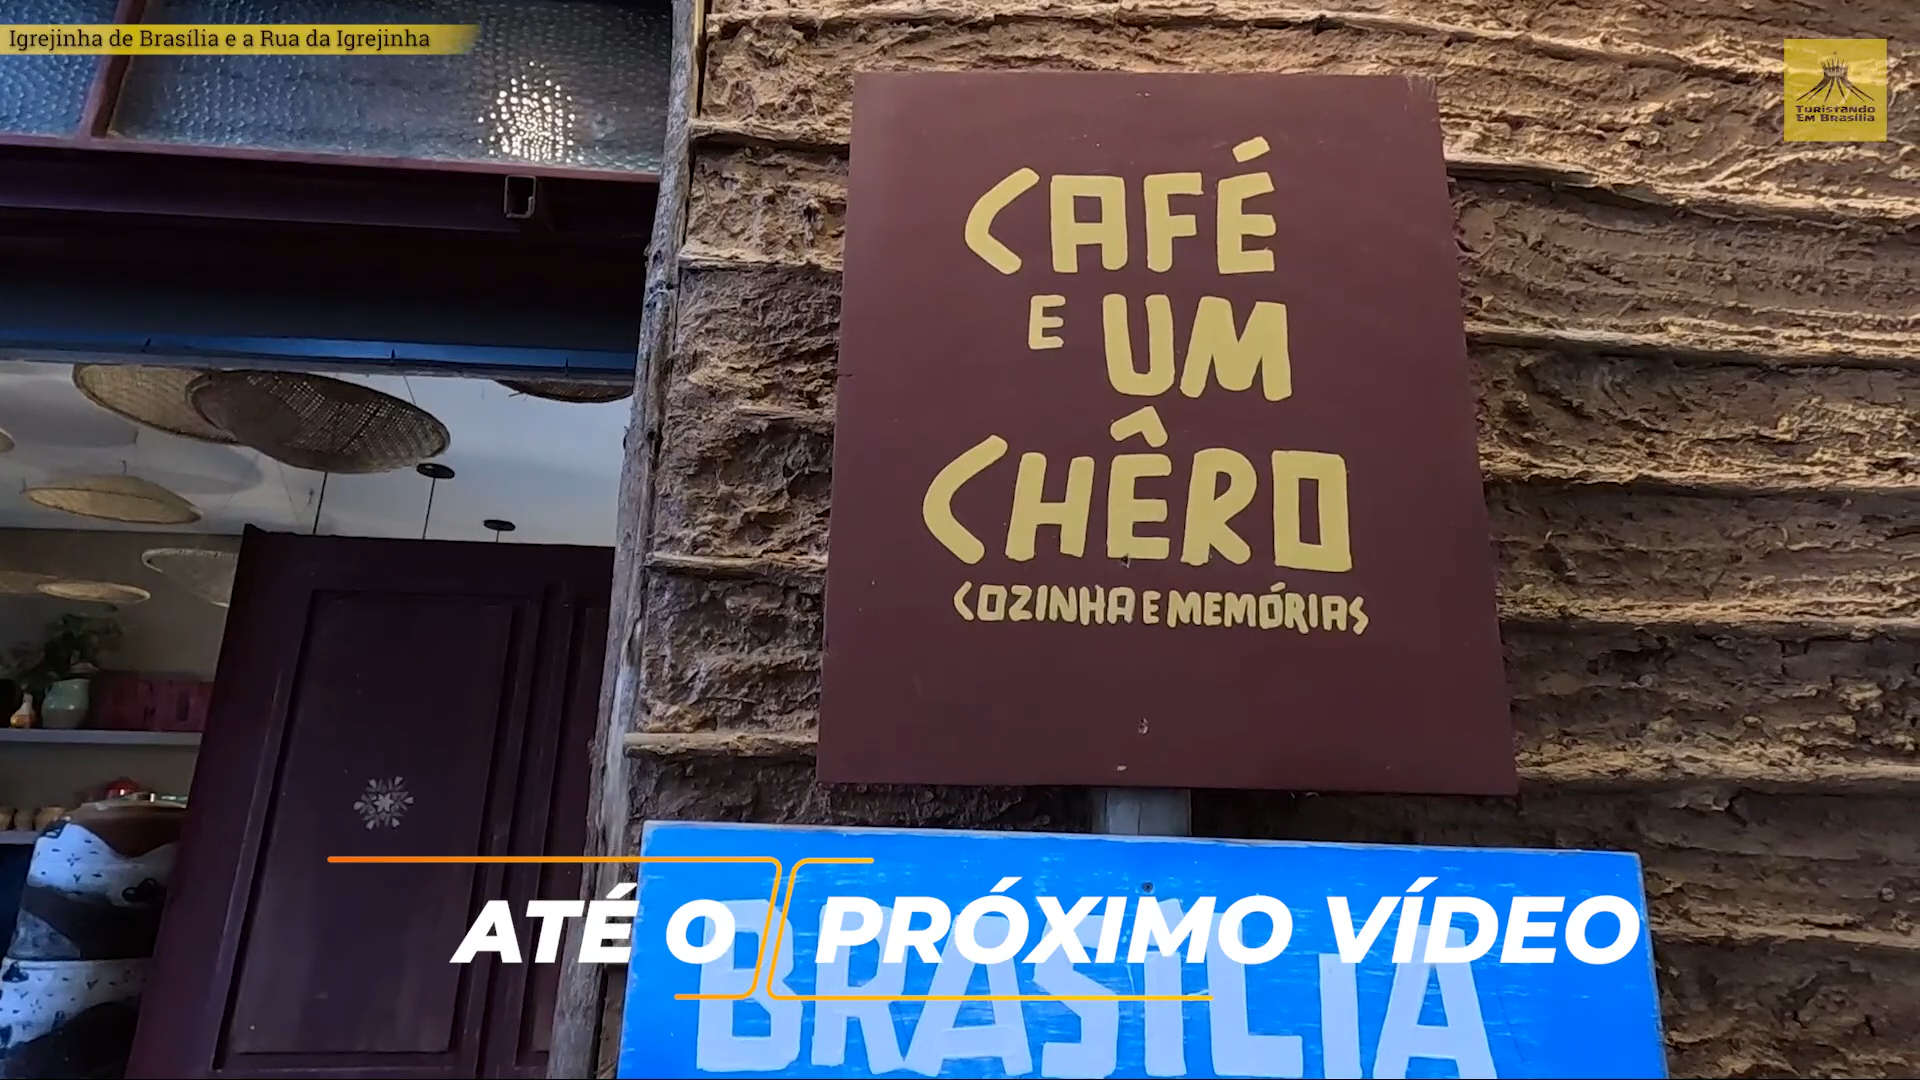 Igrejinha de Brasília e a Rua da Igrejinha
Turistando
Em Brasília
CAFÉ
E UM
CHÊRO
COZINHA E MEMÓRIAS
ATÉ O PRÓXIMO VÍDEO
BRASÍLIA